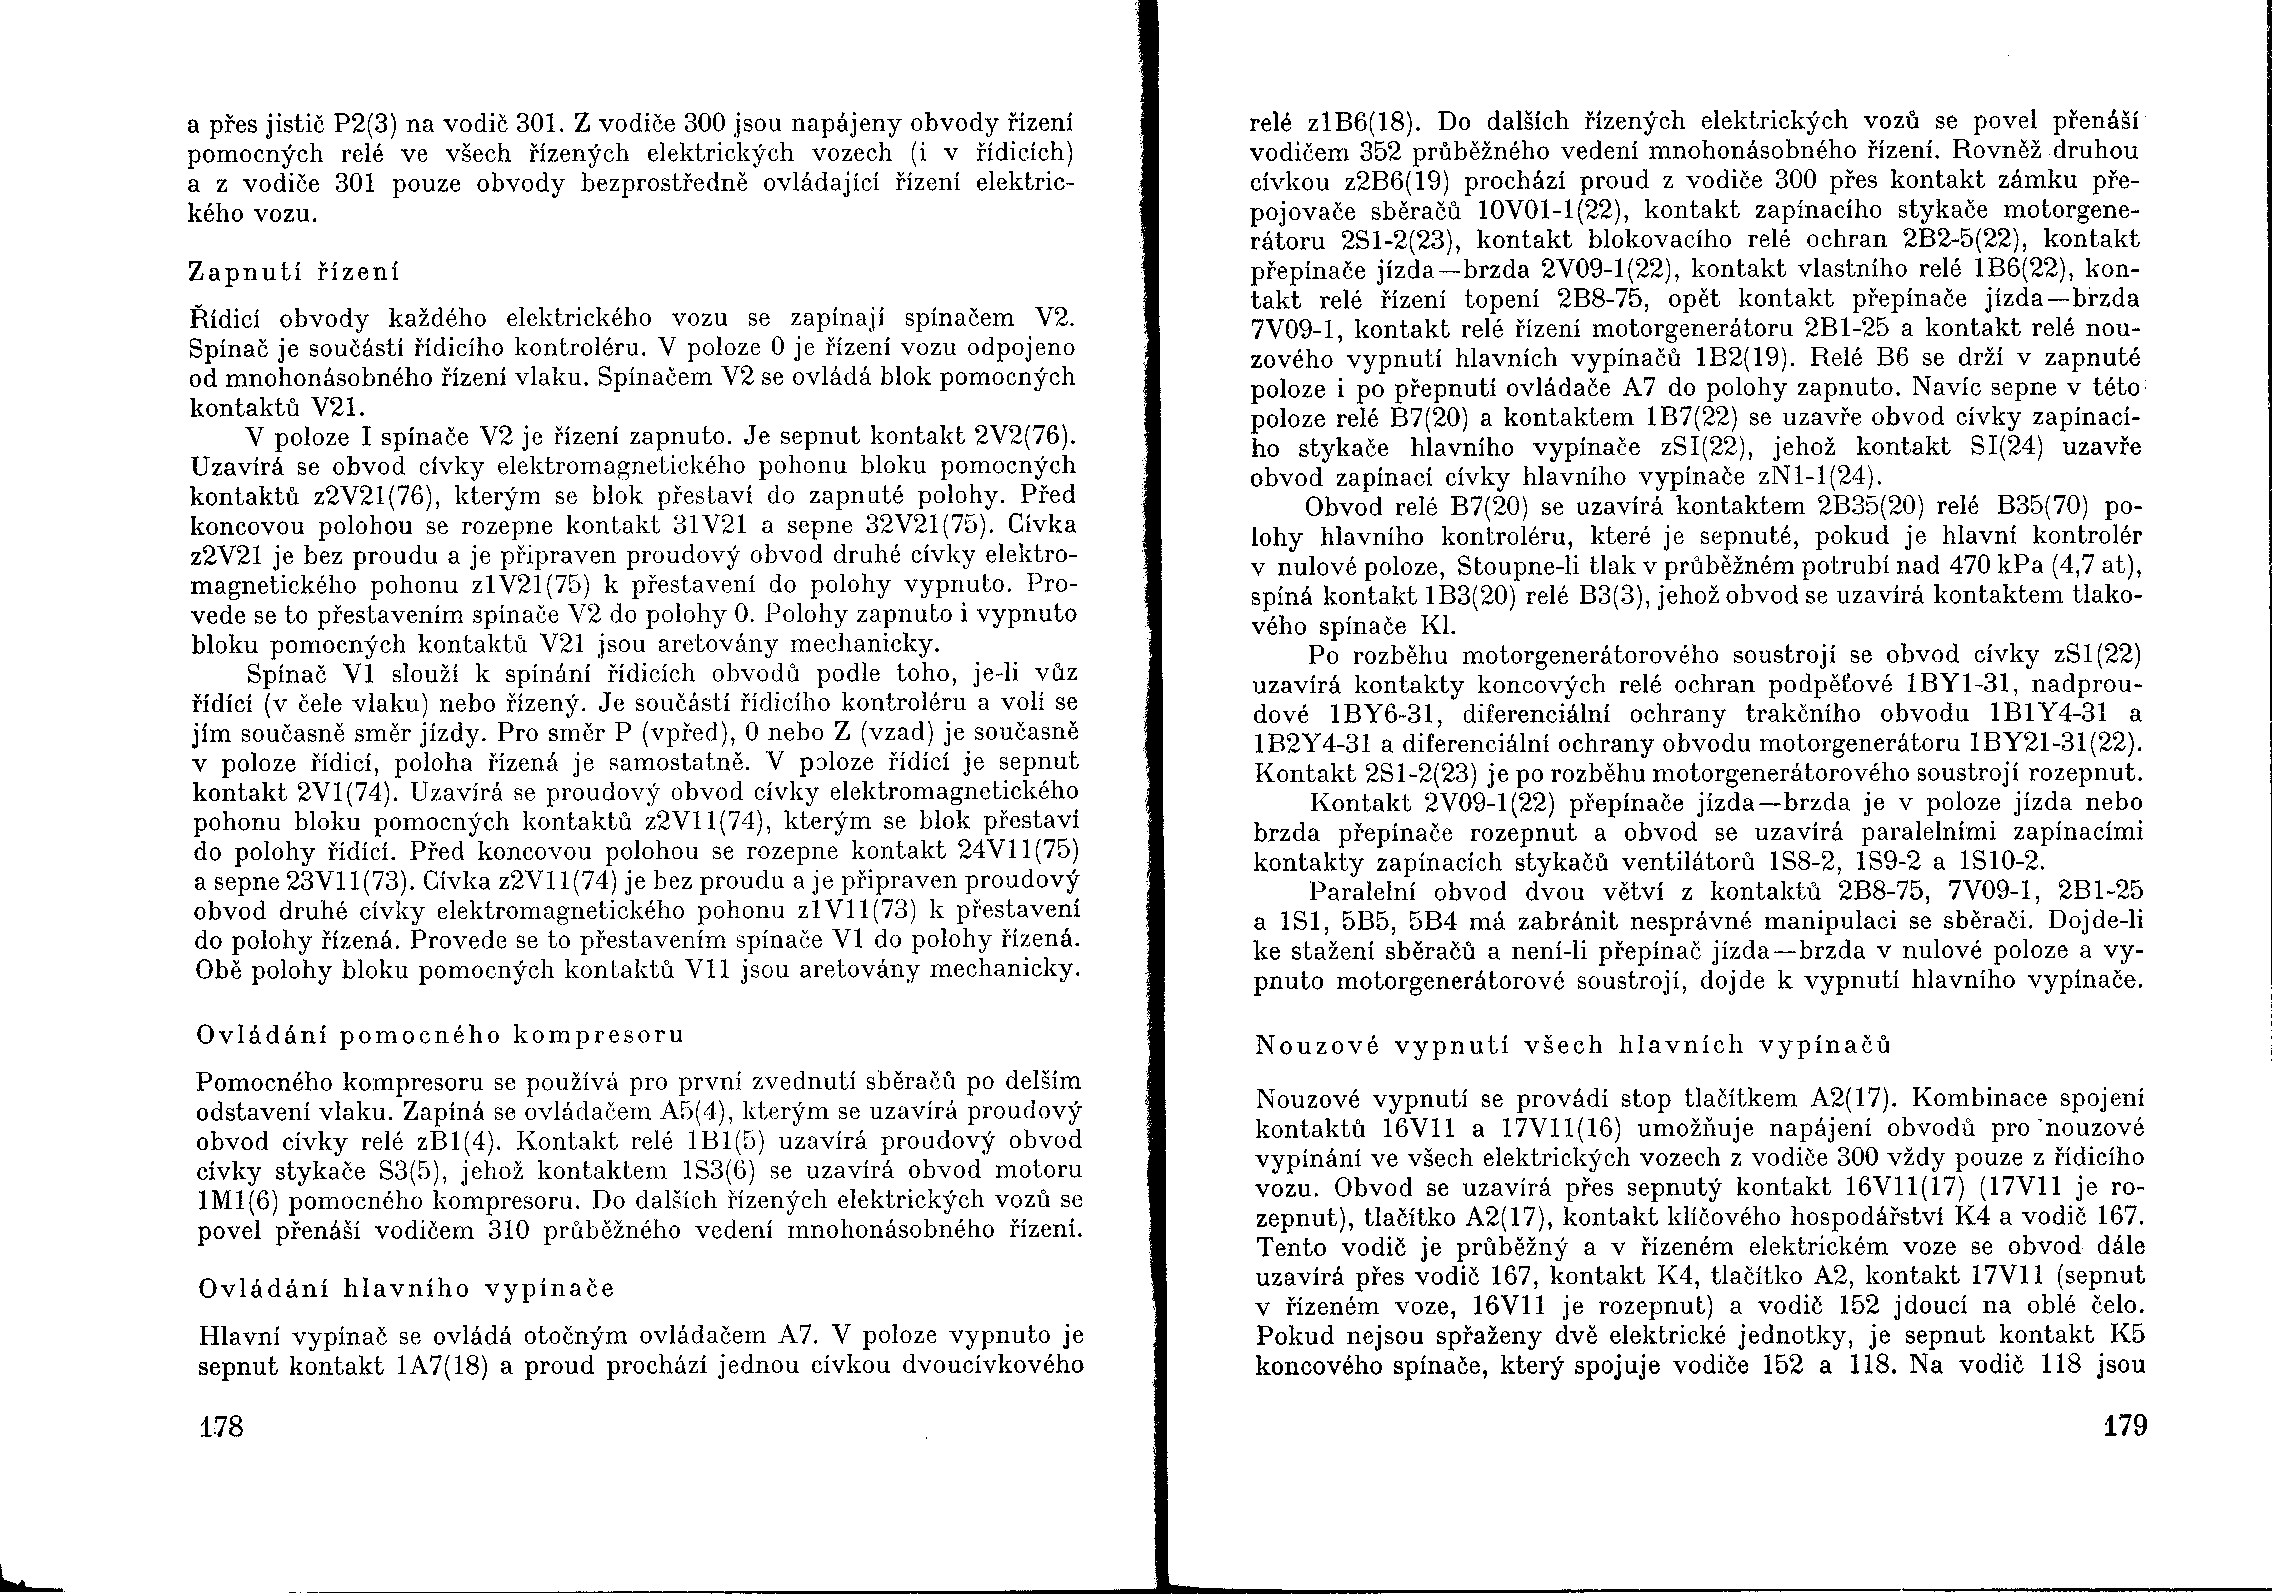 a přes jistič P2(3) na vodič 301. Z vodiče 300 jsou napájeny obvody řízení
pomocných relé ve všech řízených elektrických vozech (i v řídicích)
a z vodiče 301 pouze obvody bezprostředně ovládající řízení elektric-
kého vozu.
Zapnutí řízení
Řídicí obvody každého elektrického vozu se zapínají spínačem V2.
Spínač je součástí řídicího kontroléru. V poloze 0 je řízení vozu odpojeno
od mnohonásobného řízení vlaku. Spínačem V2 se ovládá blok pomocných
kontaktů V21.
V poloze I spínače V2 je řízení zapnuto. Je sepnut kontakt 2V2(76).
Uzavírá se obvod cívky elektromagnetického pohonu bloku pomocných
kontaktů z2V21(76), kterým se blok přestaví do zapnuté polohy. Před
koncovou polohou se rozepne kontakt 31V21 a sepne 32V21(75). Cívka
z2V21 je bez proudu a je připraven proudový obvod druhé cívky elektro-
magnetického pohonu z1V21(75) k přestavení do polohy vypnuto. Pro-
vede se to přestavením spínače V2 do polohy 0. Polohy zapnuto i vypnuto
bloku pomocných kontaktů V21 jsou aretovány mechanicky.
Spínač V1 slouží k spínání řídicích obvodů podle toho, je-li vůz
řídící (v čele vlaku) nebo řízený. Je součástí řídicího kontroléru a volí se
jím současně směr jízdy. Pro směr P (vpřed), 0 nebo Z (vzad) je současně
v poloze řídicí, poloha řízená je samostatně. V poloze řídící je sepnut
kontakt 2V1(74). Uzavírá se proudový obvod cívky elektromagnetického
pohonu bloku pomocných kontaktů z2V11(74), kterým se blok přestaví
do polohy řídící. Před koncovou polohou se rozepne kontakt 24V11(75)
a sepne 23V11(73). Cívka z2V11(74) je bez proudu a je připraven proudový
obvod druhé cívky elektromagnetického pohonu z1V11(73) k přestavení
do polohy řízená. Provede se to přestavením spínače V1 do polohy řízená.
Obě polohy bloku pomocných kontaktů V11 jsou aretovány mechanicky.
Ovládání pomocného kompresoru
Pomocného kompresoru se používá pro první zvednutí sběračů po delším
odstavení vlaku. Zapíná se ovládačem A5(4), kterým se uzavírá proudový
obvod cívky relé zB1(4). Kontakt relé 1B1(5) uzavírá proudový obvod
cívky stykače S3(5), jehož kontaktem 1S3(6) se uzavírá obvod motoru
1M1(6) pomocného kompresoru. Do dalších řízených elektrických vozů se
povel přenáší vodičem 310 průběžného vedení mnohonásobného řízení.
Ovládání hlavního vypínače
Hlavní vypínač se ovládá otočným ovládačem A7. V poloze vypnuto je
sepnut kontakt 1A7(18) a proud prochází jednou cívkou dvoucívkového
178
relé z1B6(18). Do dalších řízených elektrických vozů se povel přenáší
vodičem 352 průběžného vedení mnohonásobného řízení. Rovněž druhou
cívkou z2B6(19) prochází proud z vodiče 300 přes kontakt zámku pře-
pojovače sběračů 10V01-1(22), kontakt zapínacího stykače motorgene-
rátoru 2S1-2(23), kontakt blokovacího relé ochran 2B2-5(22), kontakt
přepínače jízda—brzda 2V09-1(22), kontakt vlastního relé 1B6(22), kon-
takt relé řízení topení 2B8-75, opět kontakt přepínače jízda—brzda
7V09-1, kontakt relé řízení motorgenerátoru 2B1-25 a kontakt relé nou-
zového vypnutí hlavních vypínačů 1B2(19). Relé B6 se drží v zapnuté
poloze i po přepnutí ovládače A7 do polohy zapnuto. Navíc sepne v této
poloze relé B7(20) a kontaktem 1B7(22) se uzavře obvod cívky zapínací-
ho stykače hlavního vypínače zSI(22), jehož kontakt SI(24) uzavře
obvod zapínací cívky hlavního vypínače zN1-1(24).
Obvod relé B7(20) se uzavírá kontaktem 2B35(20) relé B35(70) po-
lohy hlavního kontroléru, které je sepnuté, pokud je hlavní kontrolér
v nulové poloze, Stoupne-li tlak v průběžném potrubí nad 470 kPa (4,7 at),
spíná kontakt 1B3(20) relé B3(3), jehož obvod se uzavírá kontaktem tlako-
vého spínače Kl.
Po rozběhu motorgenerátorového soustrojí se obvod cívky zS1(22)
uzavírá kontakty koncových relé ochran podpěťové 1BY1-31, nadprou-
dové 1BY6-31, diferenciální ochrany trakčního obvodu 1B1Y4-31 a
1B2Y4-31 a diferenciální ochrany obvodu motorgenerátoru 1BY21-31(22).
Kontakt 2S1-2(23) je po rozběhu motorgenerátorového soustrojí rozepnut.
Kontakt 2V09-1(22) přepínače jízda—brzda je v poloze jízda nebo
brzda přepínače rozepnut a obvod se uzavírá paralelními zapínacími
kontakty zapínacích stykačů ventilátorů 1S8-2, 1S9-2 a 1S10-2.
Paralelní obvod dvou větví z kontaktů 2B8-75, 7V09-1, 2B1-25
a 1S1, 5B5, 5B4 má zabránit nesprávné manipulaci se sběrači. Dojde-li
ke stažení sběračů a není-li přepínač jízda—brzda v nulové poloze a vy-
pnuto motorgenerátorové soustrojí, dojde k vypnutí hlavního vypínače.
Nouzové vypnutí všech hlavních vypínačů
Nouzové vypnutí se provádí stop tlačítkem A2(17). Kombinace spojení
kontaktů 16V11 a 17V11(16) umožňuje napájení obvodů pro nouzové
vypínání ve všech elektrických vozech z vodiče 300 vždy pouze z řídicího
vozu. Obvod se uzavírá přes sepnutý kontakt 16V11(17) (17V11 je ro-
zepnut), tlačítko A2(17), kontakt klíčového hospodářství K4 a vodič 167.
Tento vodič je průběžný a v řízeném elektrickém voze se obvod dále
uzavírá přes vodič 167, kontakt K4, tlačítko A2, kontakt 17V11 (sepnut
v řízeném voze, 16V11 je rozepnut) a vodič 152 jdoucí na oblé čelo.
Pokud nejsou spřaženy dvě elektrické jednotky, je sepnut kontakt K5
koncového spínače, který spojuje vodiče 152 a 118. Na vodič 118 jsou
179